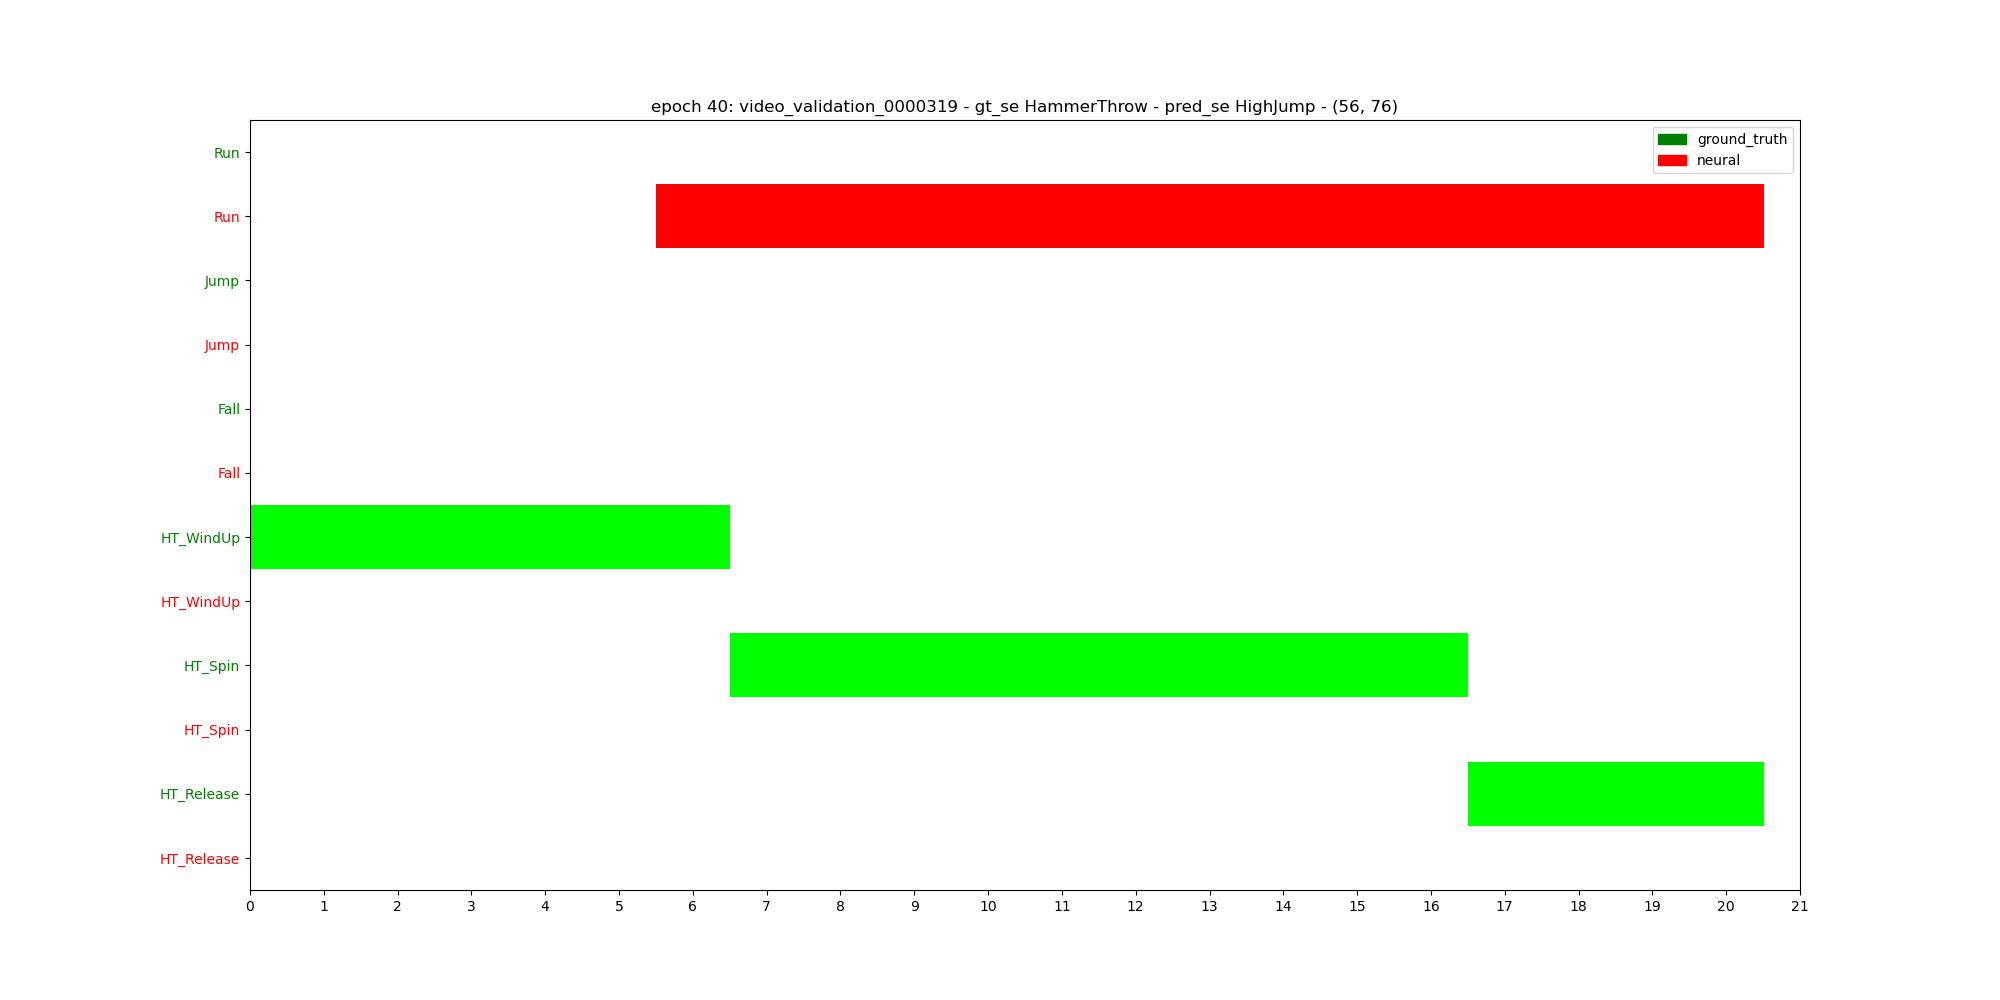 epoch 40: video_validation_0000319 - gt_se HammerThrow - pred_se HighJump - (56, 76)
ground_truth
neural
Run
Run
Jump
Jump
Fall
Fall
HT_WindUp
HT_WindUp
HT_Spin
HT_Spin
HT_Release
HT_Release
0 1 2 3 4 5 6 7 8 9 10 11 12 13 14 15 16 17 18 19 20 21